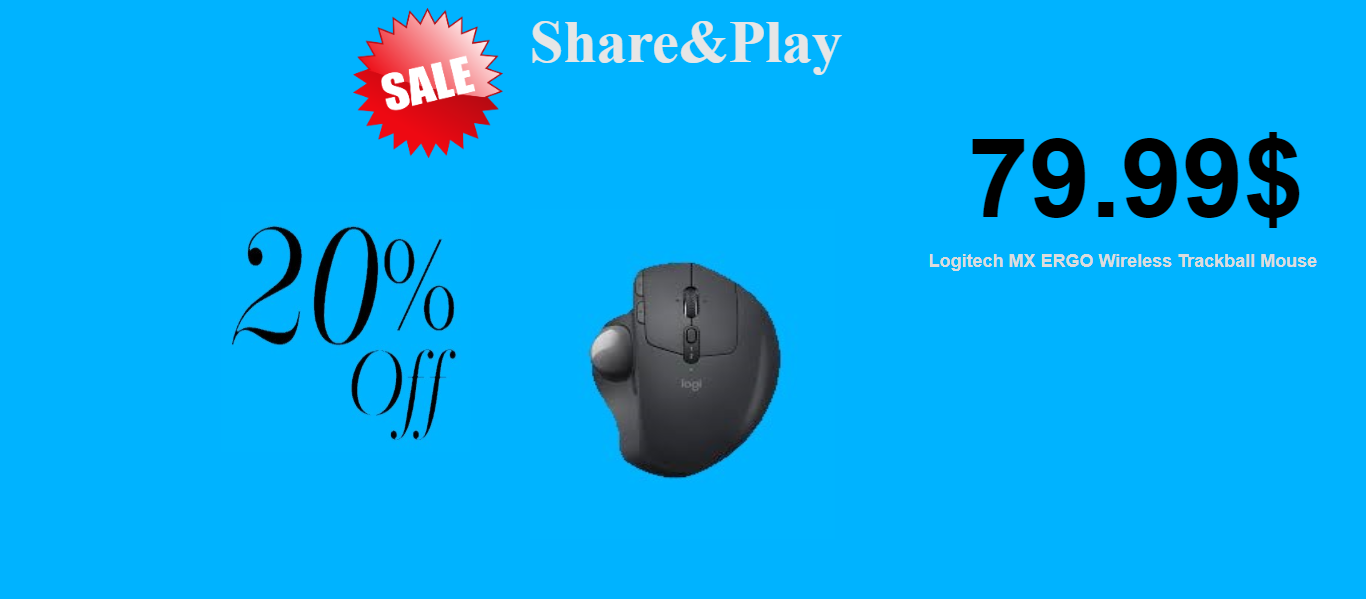 Share&Play
SALE
79.99$
Logitech MX ERGO Wireless Trackball Mouse
20%
Off
logi